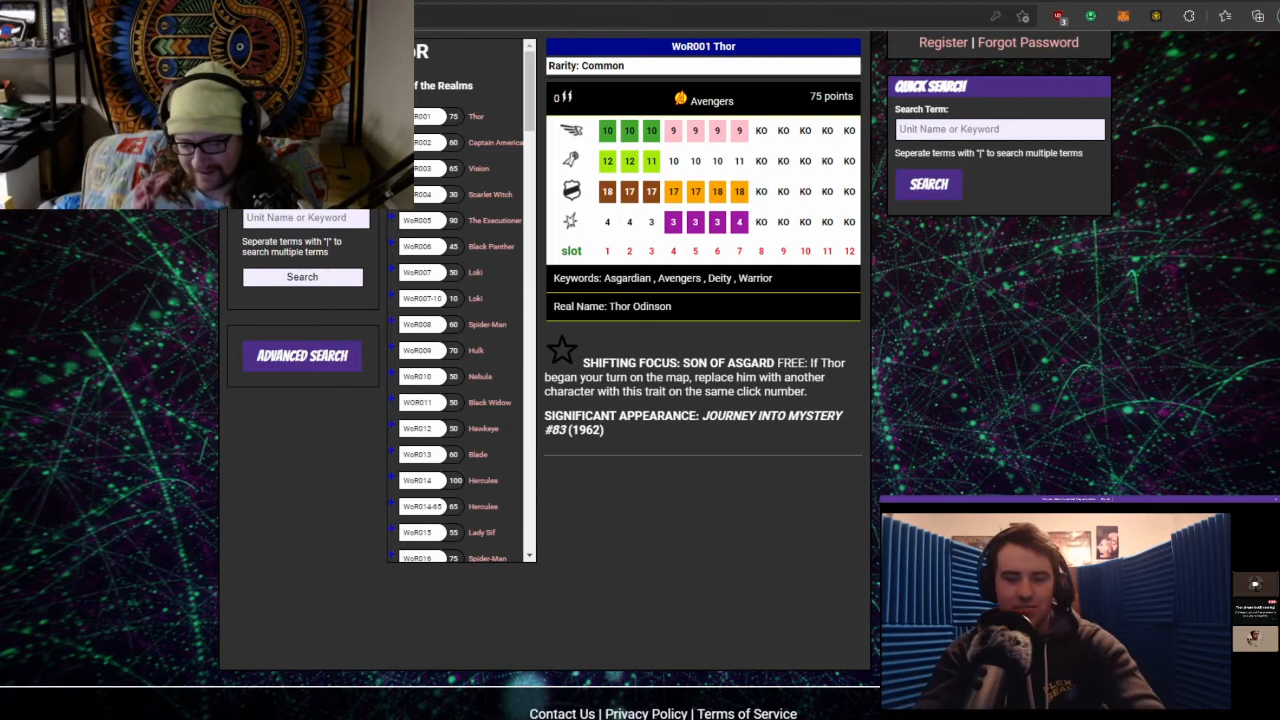 Register | Forgot Password
QUICK SEARCH
Search Term:
Unit Name or Keyword
Seperate terms with "|" to search multiple terms
SEARCH
Unit Name or Keyword
Seperate terms with "|" to
search multiple terms
Search
ADVANCED SEARCH
OR
of the Realms
R001 75 Thor
R002 60 Captain America
R003 65 Vision
R004 30 Scarlet Witch
WoR005 90 The Executioner
WoR006 45 Black Panther
WoR007 50 Loki
WoR007-10 10 Loki
WoR008 60 Spider-Man
WoR009 70 Hulk
WoR010 50 Nebula
WOR011 50 Black Widow
WoR012 50 Hawkeye
WoR013 60 Blade
WoR014 100 Hercules
WoR014-65 65 Hercules
WoR015 55 Lady Sif
WoR016 75 Spider-Man
WoR001 Thor
Rarity: Common
0 Avengers 75 points
10 10 10 9 9 9 9 KO KO KO KO KO
12 12 11 10 10 10 11 KO KO KO KO KO
18 17 17 17 17 18 18 KO KO KO KO KO
4 4 3 3 3 3 4 KO KO KO KO KO
slot 1 2 3 4 5 6 7 8 9 10 11 12
Keywords: Asgardian , Avengers , Deity , Warrior
Real Name: Thor Odinson
SHIFTING FOCUS: SON OF ASGARD FREE: If Thor
began your turn on the map, replace him with another
character with this trait on the same click number.
SIGNIFICANT APPEARANCE: JOURNEY INTO MYSTERY
#83 (1962)
FLEX
SEAL
Contact Us | Privacy Policy | Terms of Service
3